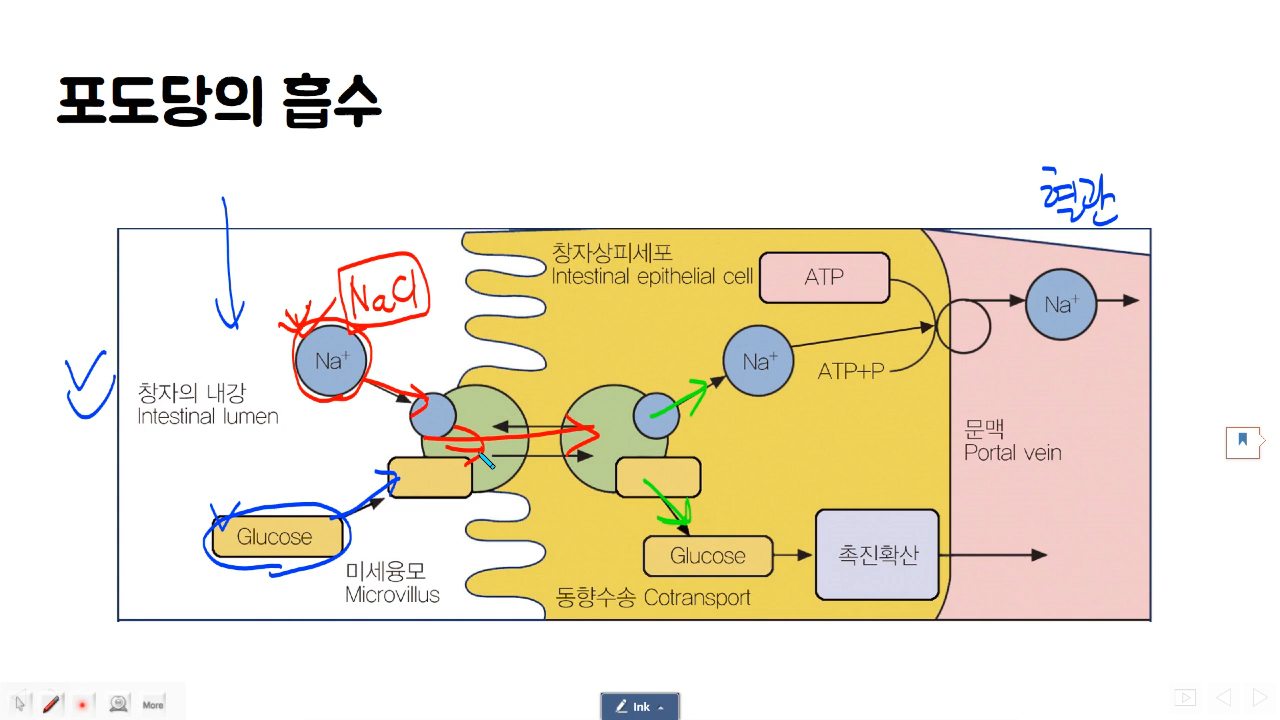 포도당의 흡수
혈관
창자상피세포
Intestinal epithelial cell
ATP
NaCl
Na⁺
Na⁺
Na⁺
ATP+P
창자의 내강
Intestinal lumen
문맥
Portal vein
Glucose
Glucose
촉진확산
미세융모
Microvillus
동향수송 Cotransport
More
Ink